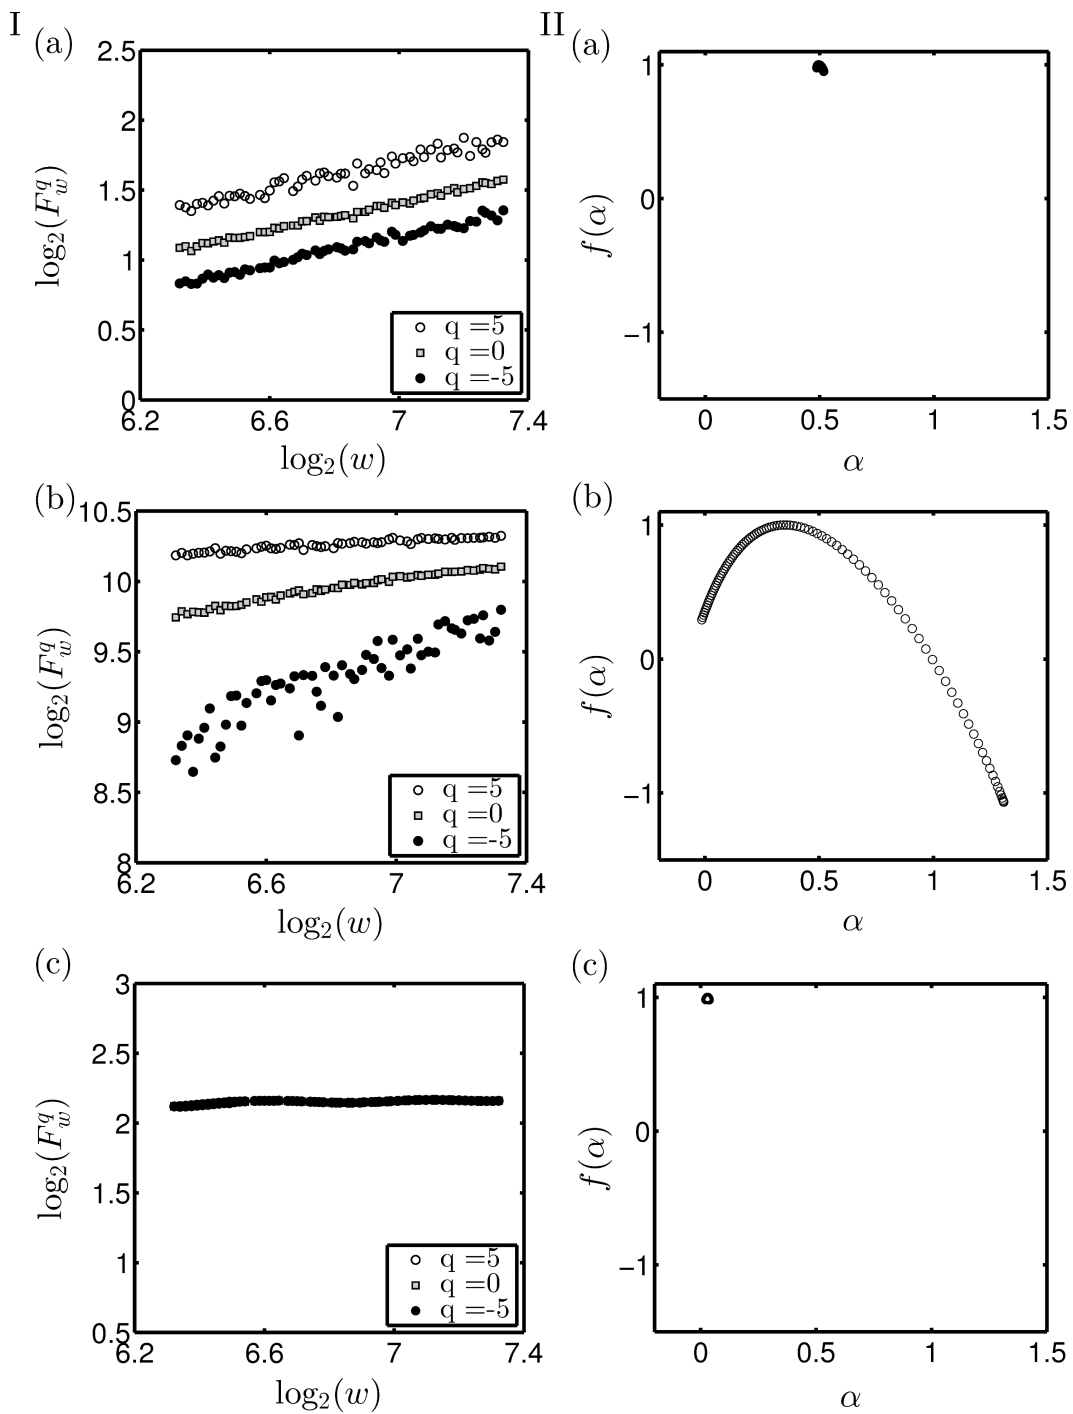 I
II
(a)
2.5
2
1.5
1
0.5
0
6.2 6.6 7 7.4
log₂(F_w^q)
log₂(w)
q =5
q =0
q =-5
(a)
1
0
−1
0 0.5 1 1.5
f(α)
α
(b)
10.5
10
9.5
9
8.5
8
6.2 6.6 7 7.4
log₂(F_w^q)
log₂(w)
q =5
q =0
q =-5
(b)
1
0
−1
0 0.5 1 1.5
f(α)
α
(c)
3
2.5
2
1.5
1
0.5
6.2 6.6 7 7.4
log₂(F_w^q)
log₂(w)
q =5
q =0
q =-5
(c)
1
0
−1
0 0.5 1 1.5
f(α)
α